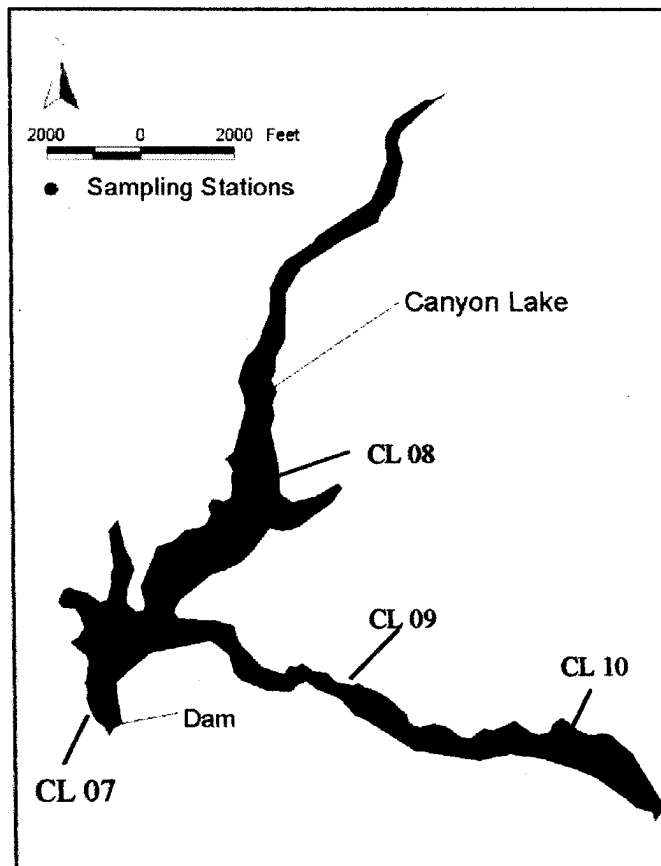 2000 0 2000 Feet
Sampling Stations
Canyon Lake
CL 08
CL 09
CL 10
Dam
CL 07